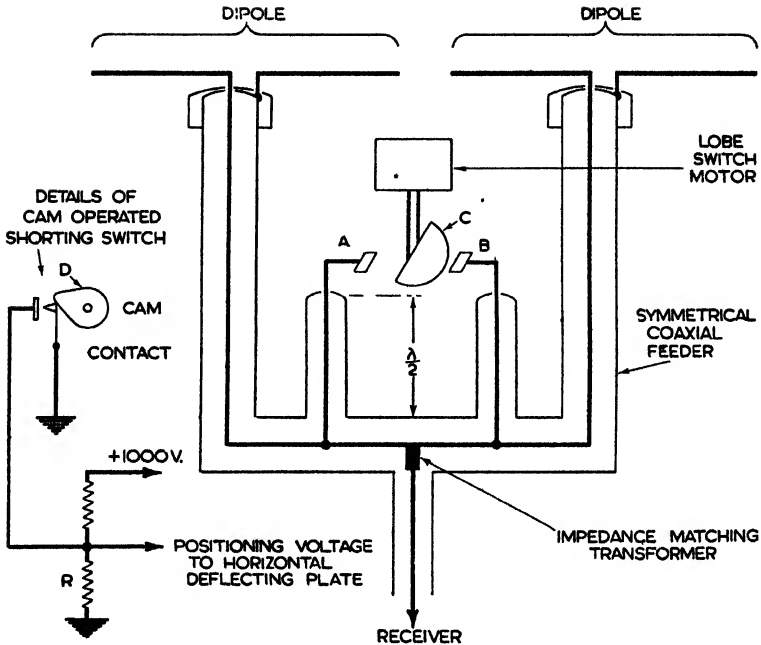 DIPOLE
DIPOLE
LOBE
SWITCH
MOTOR
DETAILS OF
CAM OPERATED
SHORTING SWITCH
C
A
B
D
CAM
CONTACT
λ/2
SYMMETRICAL
COAXIAL
FEEDER
+1000 V.
POSITIONING VOLTAGE
TO HORIZONTAL
DEFLECTING PLATE
R
IMPEDANCE MATCHING
TRANSFORMER
RECEIVER